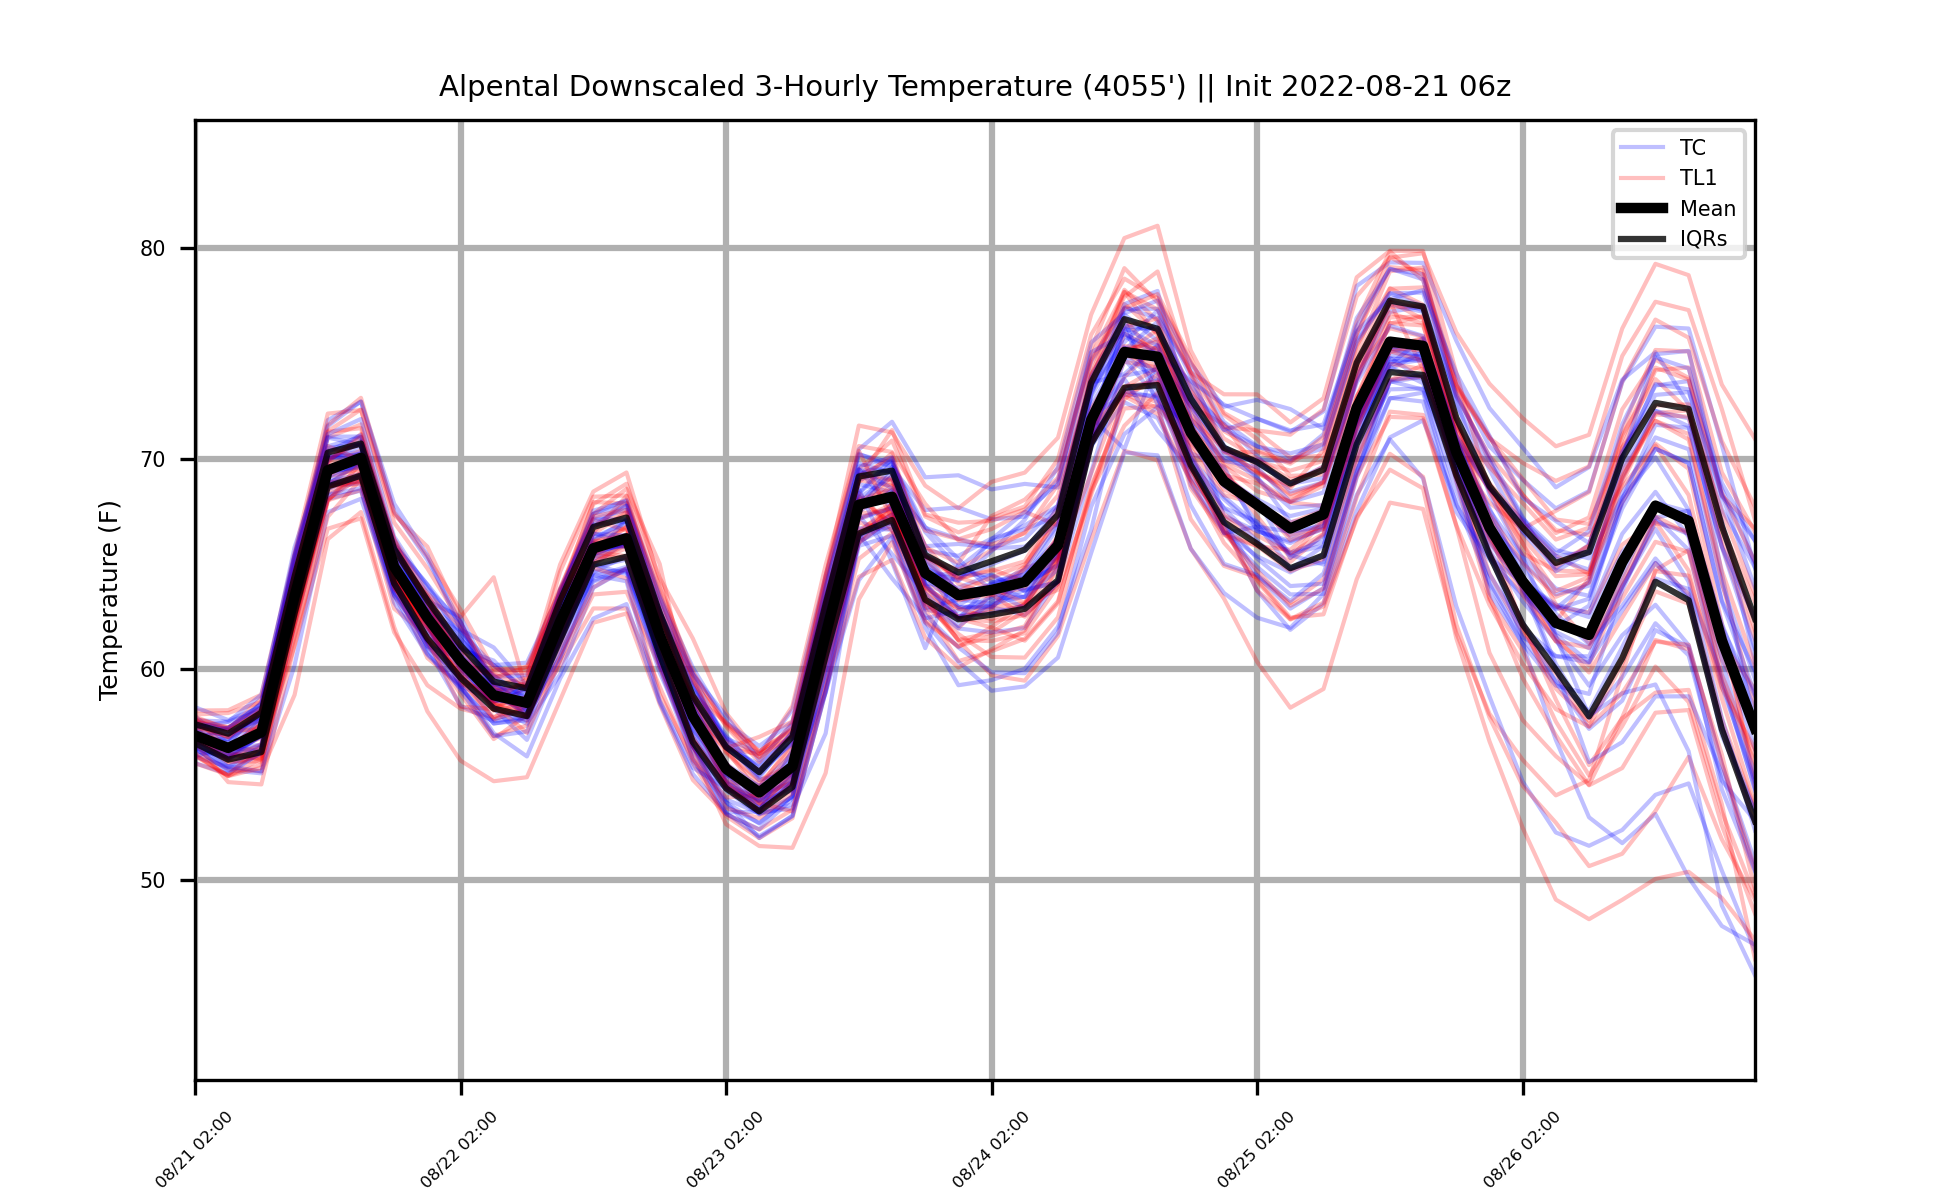 Alpental Downscaled 3-Hourly Temperature (4055') || Init 2022-08-21 06z
TC
TL1
Mean
IQRs
Temperature (F)
80
70
60
50
08/21 02:00
08/22 02:00
08/23 02:00
08/24 02:00
08/25 02:00
08/26 02:00